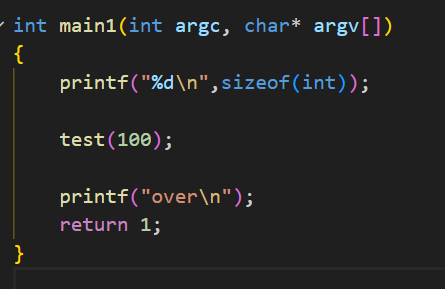 int main1(int argc, char* argv[])
{
    printf("%d\n",sizeof(int));
    test(100);
    printf("over\n");
    return 1;
}